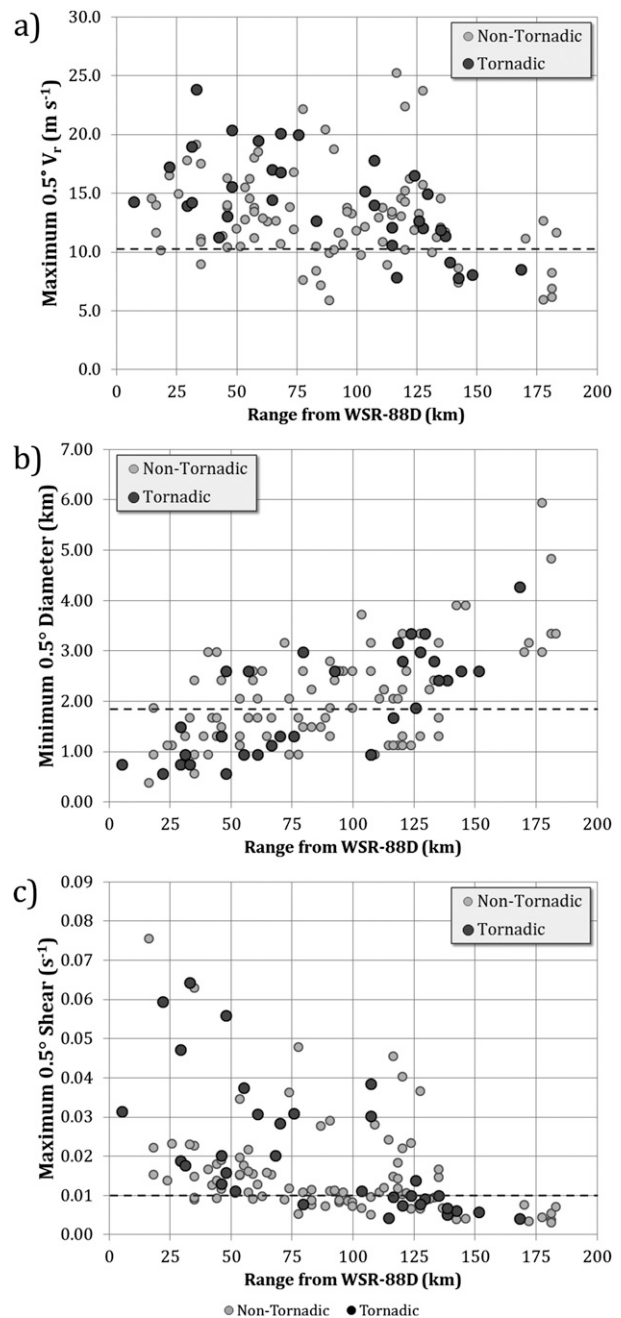 a)
30.0
25.0
20.0
15.0
10.0
5.0
0.0
Maximum 0.5° Vr (m s-1)
Non-Tornadic
Tornadic
0 25 50 75 100 125 150 175 200
Range from WSR-88D (km)
b)
7.00
6.00
5.00
4.00
3.00
2.00
1.00
0.00
Minimum 0.5° Diameter (km)
Non-Tornadic
Tornadic
0 25 50 75 100 125 150 175 200
Range from WSR-88D (km)
c)
0.09
0.08
0.07
0.06
0.05
0.04
0.03
0.02
0.01
0.00
Maximum 0.5° Shear (s-1)
Non-Tornadic
Tornadic
0 25 50 75 100 125 150 175 200
Range from WSR-88D (km)
Non-Tornadic Tornadic